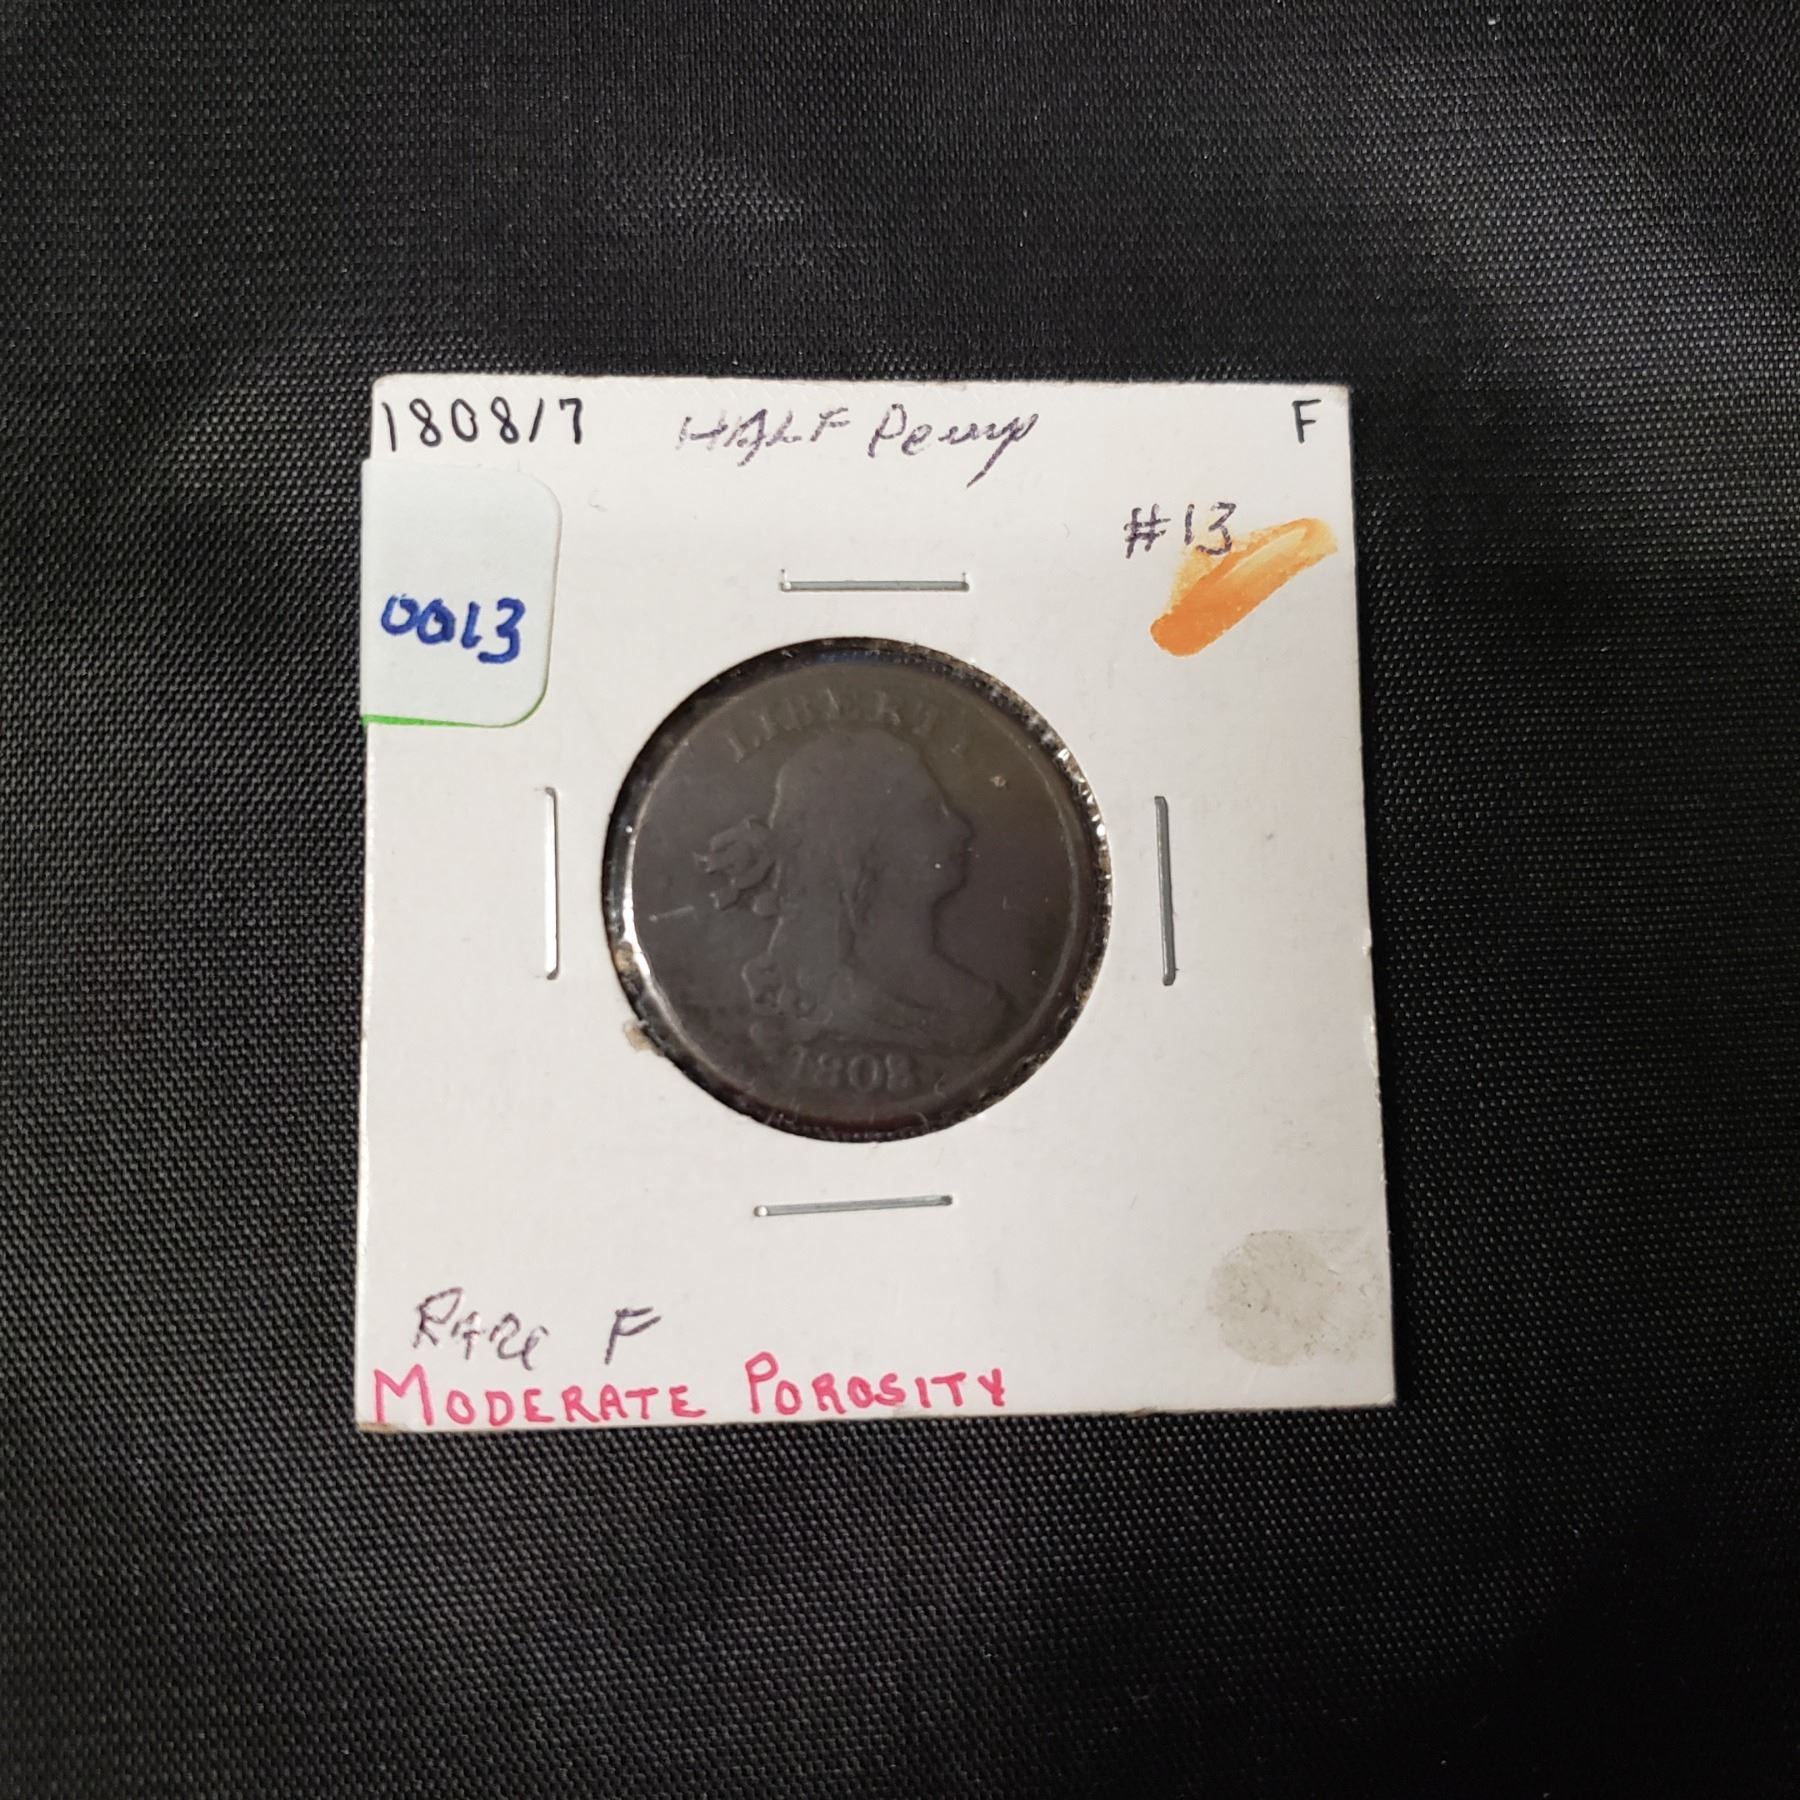 1808/7 HALF Penny F
#13
0013
LIBERTY
1808
RARE F
MODERATE POROSITY